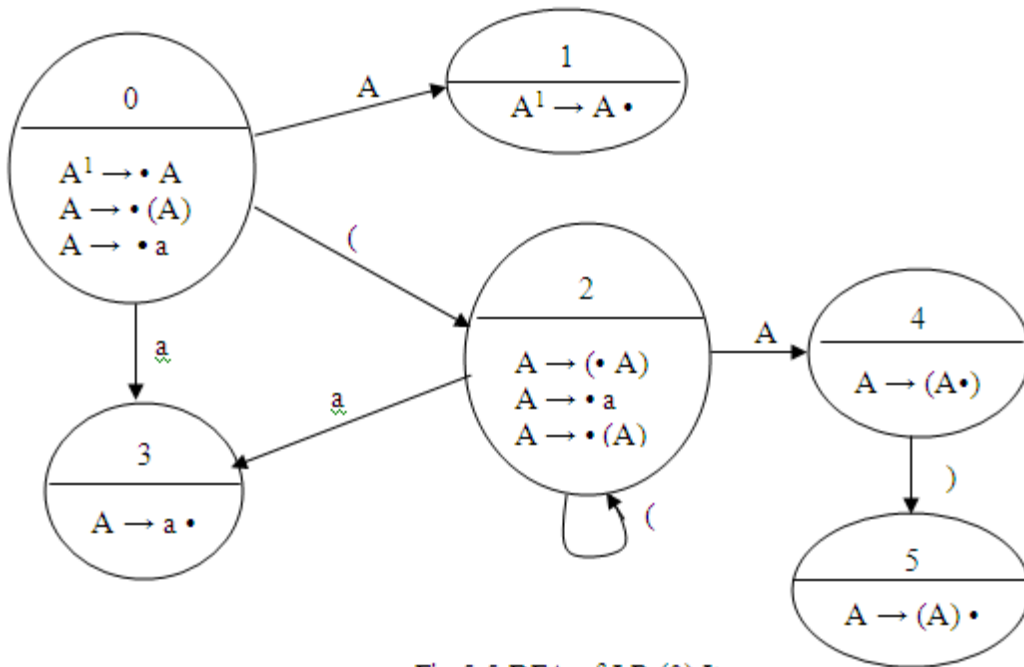 0
A¹ → • A
A → • (A)
A → • a
A
1
A¹ → A •
(
a
2
A → (• A)
A → • a
A → • (A)
a
(
A
4
A → (A•)
)
3
A → a •
5
A → (A) •